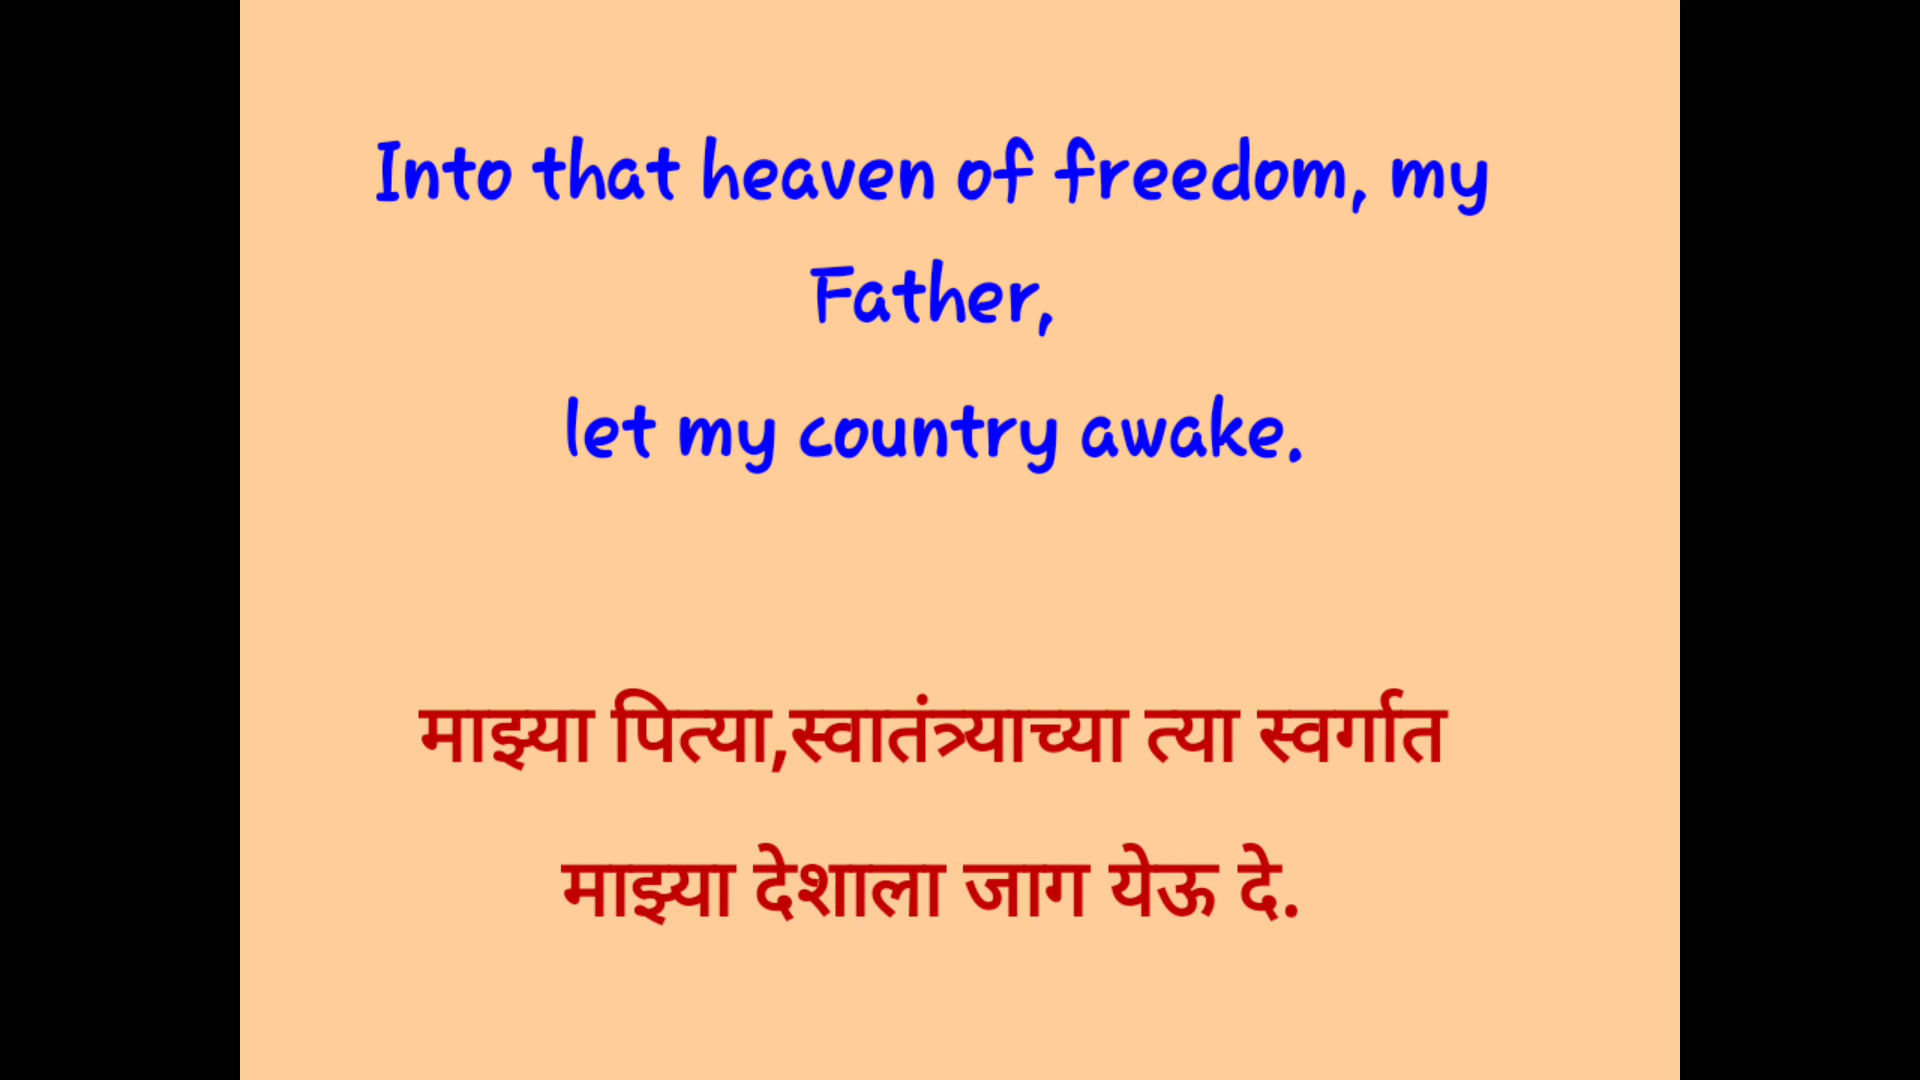 Into that heaven of freedom, my
Father,
let my country awake.
माझ्या पित्या,स्वातंत्र्याच्या त्या स्वर्गात
माझ्या देशाला जाग येऊ दे.